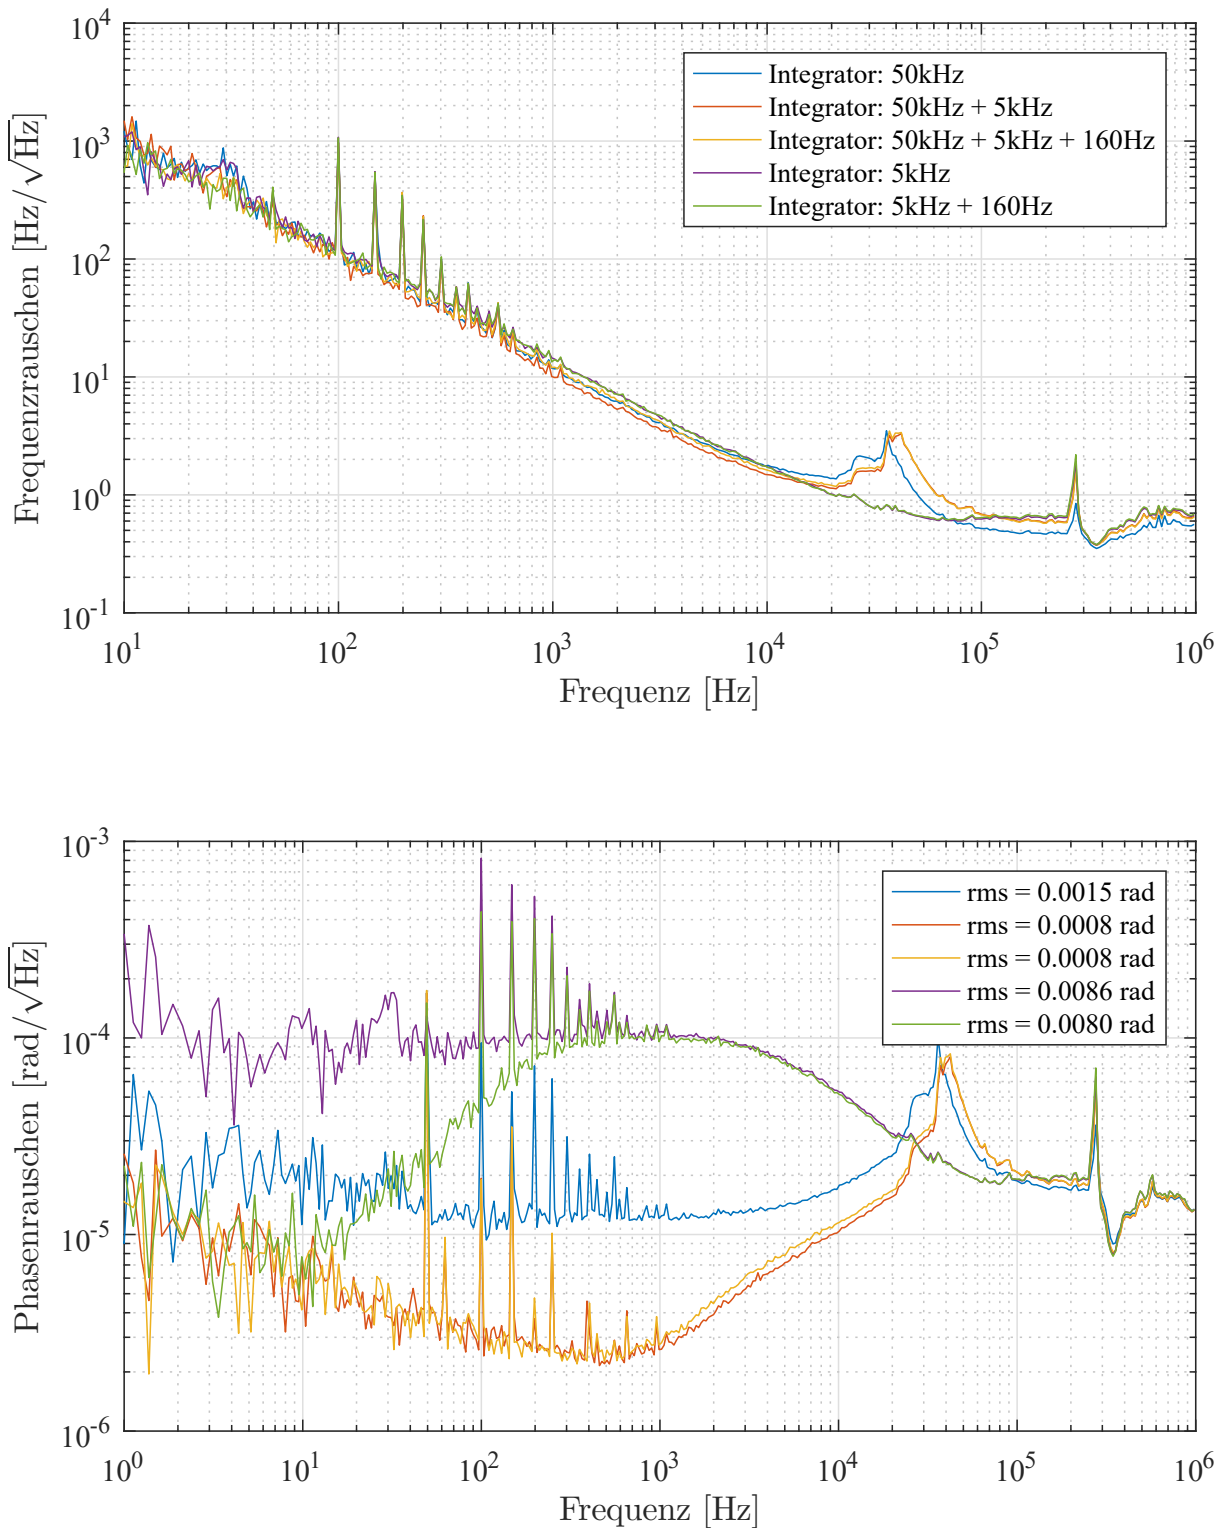 10^4
10^3
10^2
10^1
10^0
10^-1
Frequenzrauschen [Hz/√Hz]
Integrator: 50kHz
Integrator: 50kHz + 5kHz
Integrator: 50kHz + 5kHz + 160Hz
Integrator: 5kHz
Integrator: 5kHz + 160Hz
10^1 10^2 10^3 10^4 10^5 10^6
Frequenz [Hz]
10^-3
10^-4
10^-5
10^-6
Phasenrauschen [rad/√Hz]
rms = 0.0015 rad
rms = 0.0008 rad
rms = 0.0008 rad
rms = 0.0086 rad
rms = 0.0080 rad
10^0 10^1 10^2 10^3 10^4 10^5 10^6
Frequenz [Hz]